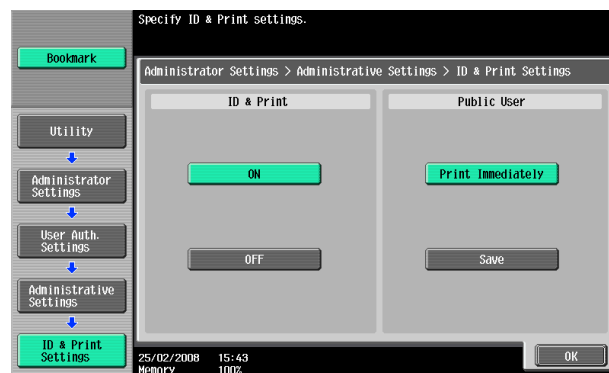 Specify ID & Print settings.
Bookmark
Administrator Settings > Administrative Settings > ID & Print Settings
ID & Print
Public User
Utility
Administrator
Settings
User Auth.
Settings
Administrative
Settings
ID & Print
Settings
ON
Print Immediately
OFF
Save
25/02/2008 15:43
Memory 100%
OK